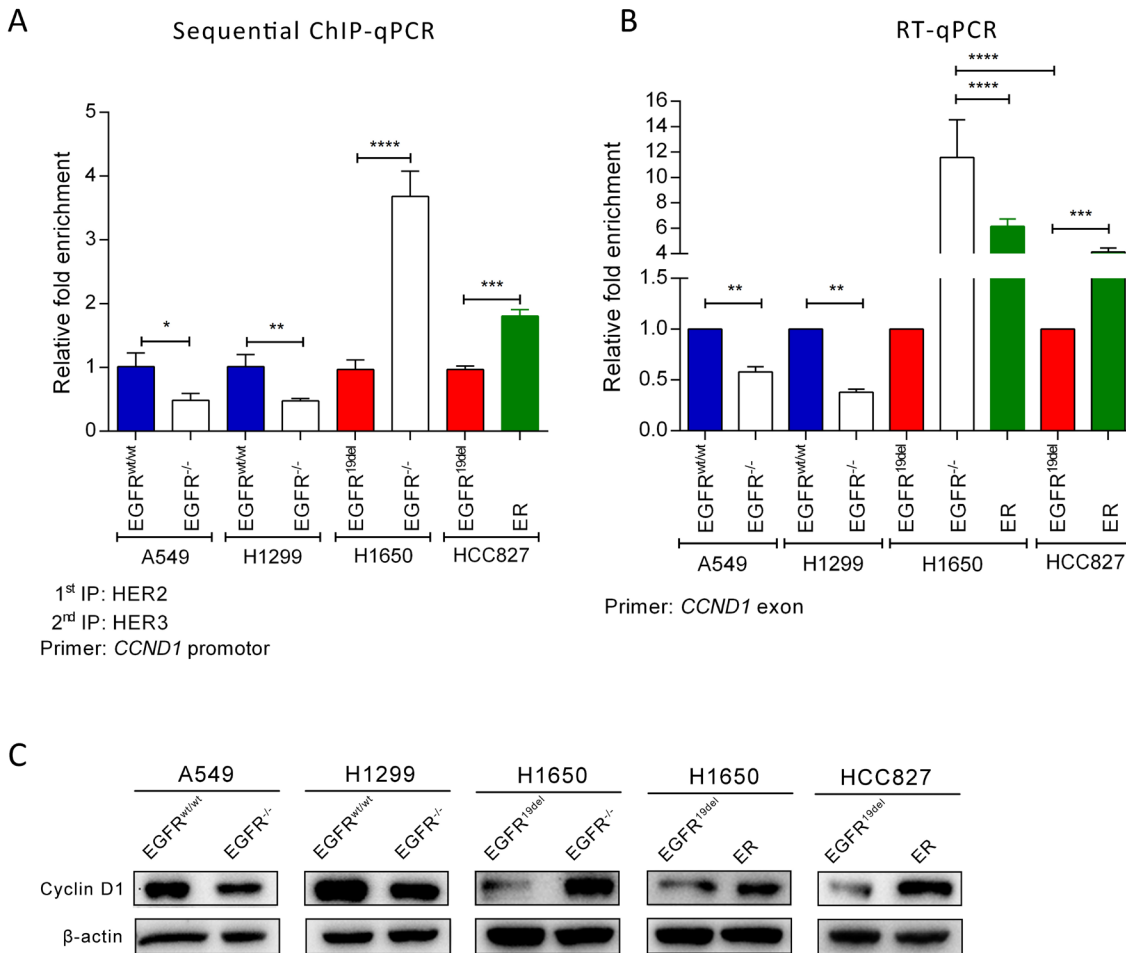 A
Sequential ChIP-qPCR
Relative fold enrichment
5
4
3
2
1
0
*
**
****
***
EGFRwt/wt
EGFR-/-
EGFRwt/wt
EGFR-/-
EGFR19del
EGFR-/-
EGFR19del
ER
A549
H1299
H1650
HCC827
1st IP: HER2
2nd IP: HER3
Primer: CCND1 promotor
B
RT-qPCR
Relative fold enrichment
16
14
12
10
8
6
4
1.5
1.0
0.5
0.0
**
**
****
****
***
EGFRwt/wt
EGFR-/-
EGFRwt/wt
EGFR-/-
EGFR19del
EGFR-/-
ER
EGFR19del
ER
A549
H1299
H1650
HCC827
Primer: CCND1 exon
C
A549
H1299
H1650
H1650
HCC827
EGFRwt/wt
EGFR-/-
EGFRwt/wt
EGFR-/-
EGFR19del
EGFR-/-
EGFR19del
ER
EGFR19del
ER
Cyclin D1
β-actin